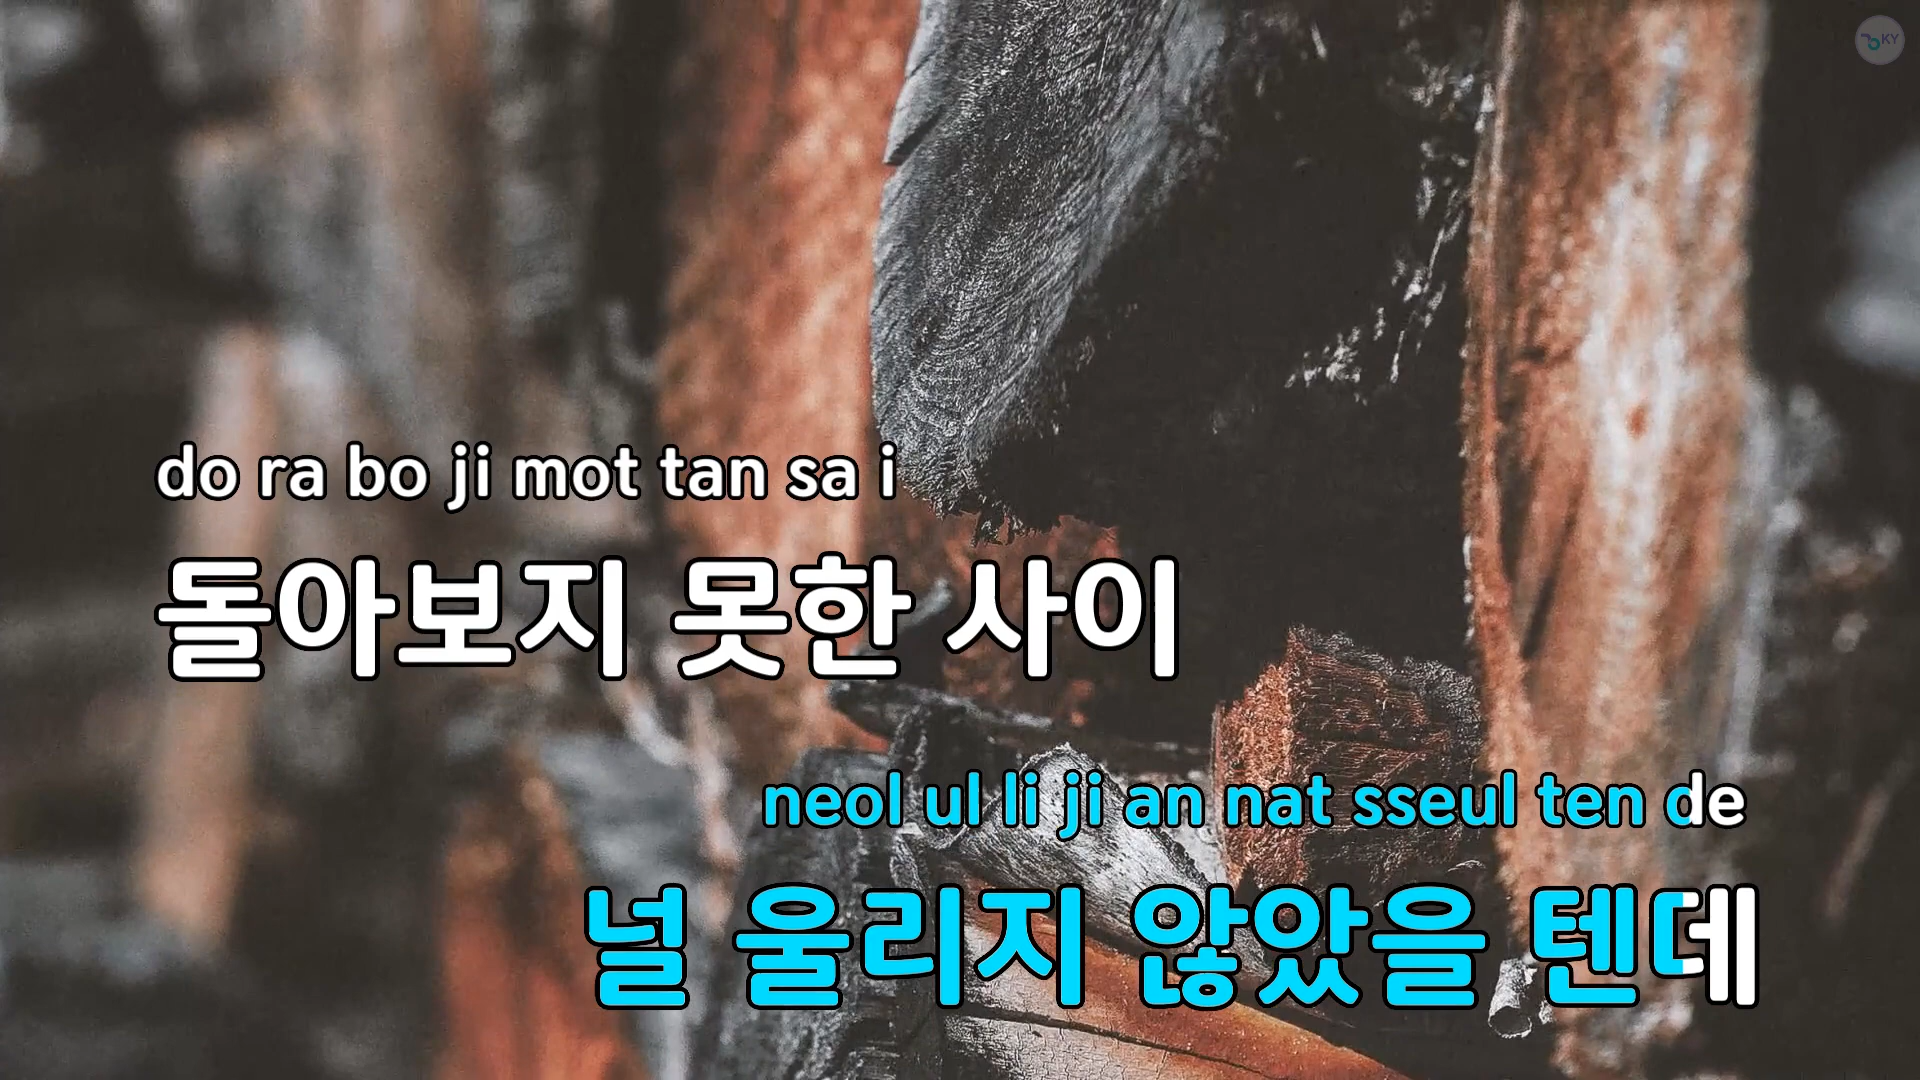 KY
do ra bo ji mot tan sa i
돌아보지 못한 사이
neol ul li ji an nat sseul ten de
널 울리지 않았을 텐데